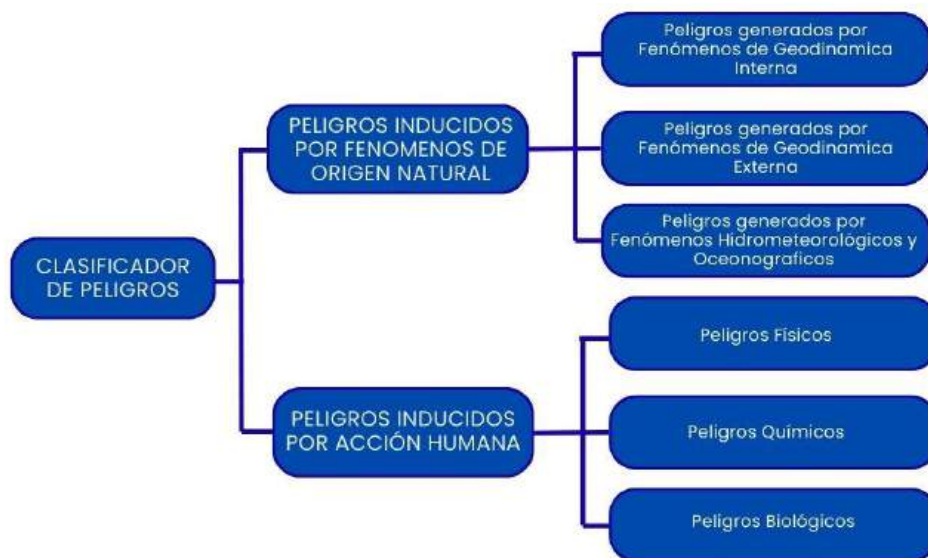 Peligros generados por
Fenómenos de Geodinamica
Interna
PELIGROS INDUCIDOS
POR FENOMENOS DE
ORIGEN NATURAL
Peligros generados por
Fenómenos de Geodinamica
Externa
Peligros generados por
Fenómenos Hidrometeorológicos y
Oceonograficos
CLASIFICADOR
DE PELIGROS
Peligros Físicos
PELIGROS INDUCIDOS
POR ACCIÓN HUMANA
Peligros Químicos
Peligros Biológicos